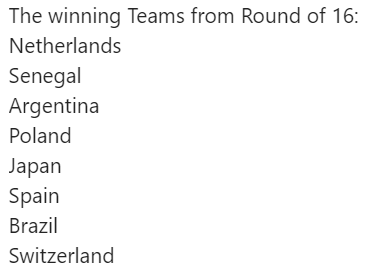 The winning Teams from Round of 16:
Netherlands
Senegal
Argentina
Poland
Japan
Spain
Brazil
Switzerland